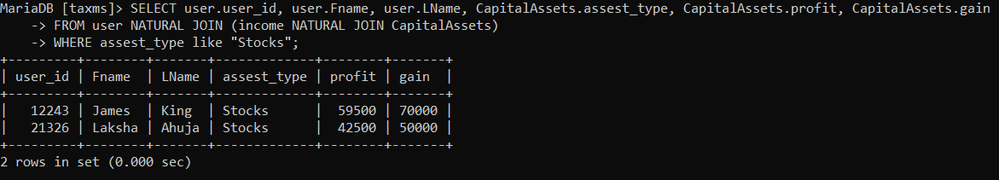 MariaDB [taxms]> SELECT user.user_id, user.Fname, user.LName, CapitalAssets.assest_type, CapitalAssets.profit, CapitalAssets.gain
    -> FROM user NATURAL JOIN (income NATURAL JOIN CapitalAssets)
    -> WHERE assest_type like "Stocks";
+---------+--------+-------+-------------+--------+-------+
| user_id | Fname  | LName | assest_type | profit | gain  |
+---------+--------+-------+-------------+--------+-------+
|   12243 | James  | King  | Stocks      |  59500 | 70000 |
|   21326 | Laksha | Ahuja | Stocks      |  42500 | 50000 |
+---------+--------+-------+-------------+--------+-------+
2 rows in set (0.000 sec)